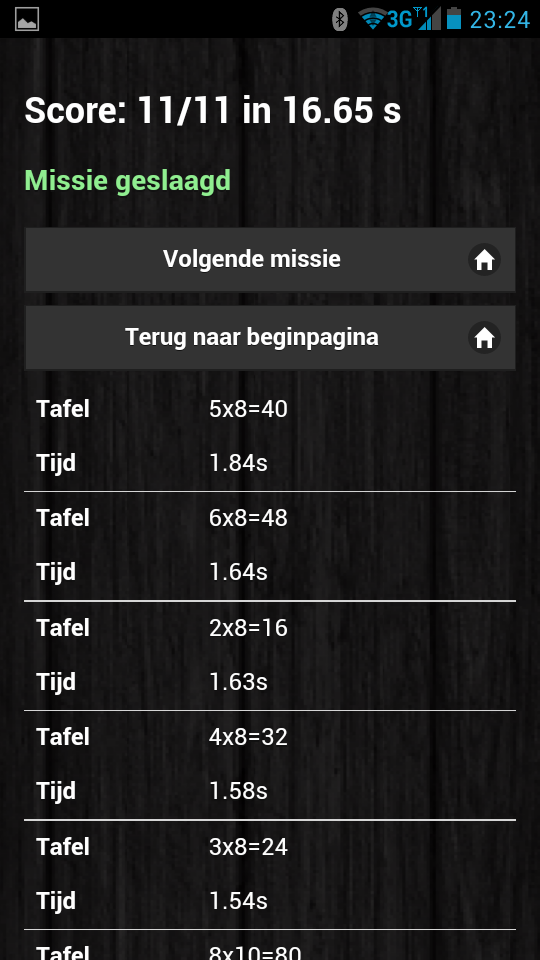 3G 1 23:24
Score: 11/11 in 16.65 s
Missie geslaagd
Volgende missie
Terug naar beginpagina
Tafel 5x8=40
Tijd 1.84s
Tafel 6x8=48
Tijd 1.64s
Tafel 2x8=16
Tijd 1.63s
Tafel 4x8=32
Tijd 1.58s
Tafel 3x8=24
Tijd 1.54s
Tafel 8x10=80